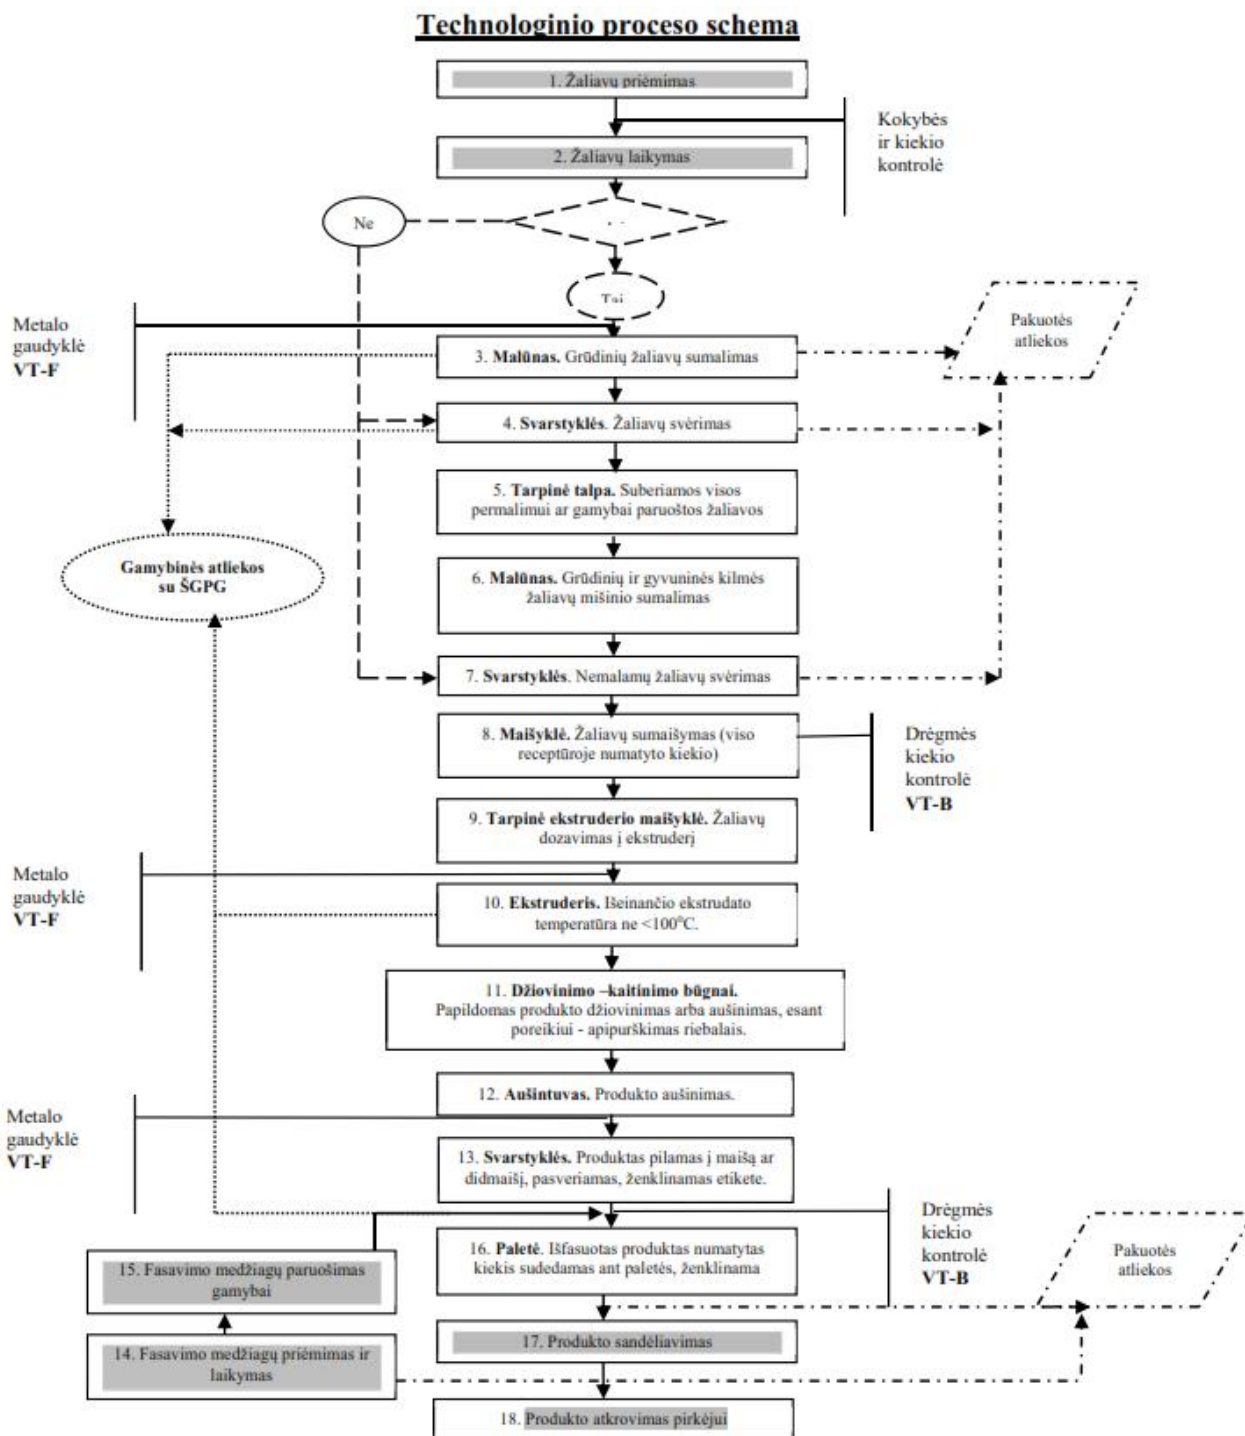 Technologinio proceso schema
1. Žaliavų priėmimas
Kokybės
ir kiekio
kontrolė
2. Žaliavų laikymas
Ne
Metalo
gaudyklė
VT-F
Pakuotės
atliekos
3. Malūnas. Grūdinių žaliavų sumalimas
4. Svarstyklės. Žaliavų svėrimas
5. Tarpinė talpa. Suberiamos visos
permalimui ar gamybai paruoštos žaliavos
Gamybinės atliekos
su ŠGPG
6. Malūnas. Grūdinių ir gyvuninės kilmės
žaliavų mišinio sumalimas
7. Svarstyklės. Nemalamų žaliavų svėrimas
8. Maišyklė. Žaliavų sumaišymas (viso
receptūroje numatyto kiekio)
Drėgmės
kiekio
kontrolė
VT-B
9. Tarpinė ekstruderio maišyklė. Žaliavų
dozavimas į ekstruderį
Metalo
gaudyklė
VT-F
10. Ekstruderis. Išeinančio ekstrudato
temperatūra ne <100°C.
11. Džiovinimo –kaitinimo būgnai.
Papildomas produkto džiovinimas arba aušinimas, esant
poreikiui - apipurškimas riebalais.
12. Aušintuvas. Produkto aušinimas.
Metalo
gaudyklė
VT-F
13. Svarstyklės. Produktas pilamas į maišą ar
didmaišį, pasveriamas, ženklinamas etikete.
Drėgmės
kiekio
kontrolė
VT-B
Pakuotės
atliekos
16. Paletė. Išfasuotas produktas numatytas
kiekis sudedamas ant paletės, ženklinama
15. Fasavimo medžiagų paruošimas
gamybai
17. Produkto sandėliavimas
14. Fasavimo medžiagų priėmimas ir
laikymas
18. Produkto atkrovimas pirkėjui